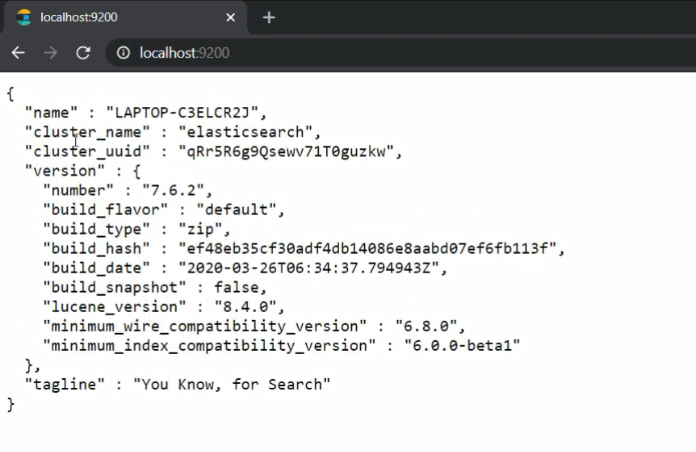 localhost:9200
localhost:9200
{
"name" : "LAPTOP-C3ELCR2J",
"cluster_name" : "elasticsearch",
"cluster_uuid" : "qRr5R6g9Qsewv71T0guzkw",
"version" : {
"number" : "7.6.2",
"build_flavor" : "default",
"build_type" : "zip",
"build_hash" : "ef48eb35cf30adf4db14086e8aabd07ef6fb113f",
"build_date" : "2020-03-26T06:34:37.794943Z",
"build_snapshot" : false,
"lucene_version" : "8.4.0",
"minimum_wire_compatibility_version" : "6.8.0",
"minimum_index_compatibility_version" : "6.0.0-beta1"
},
"tagline" : "You Know, for Search"
}